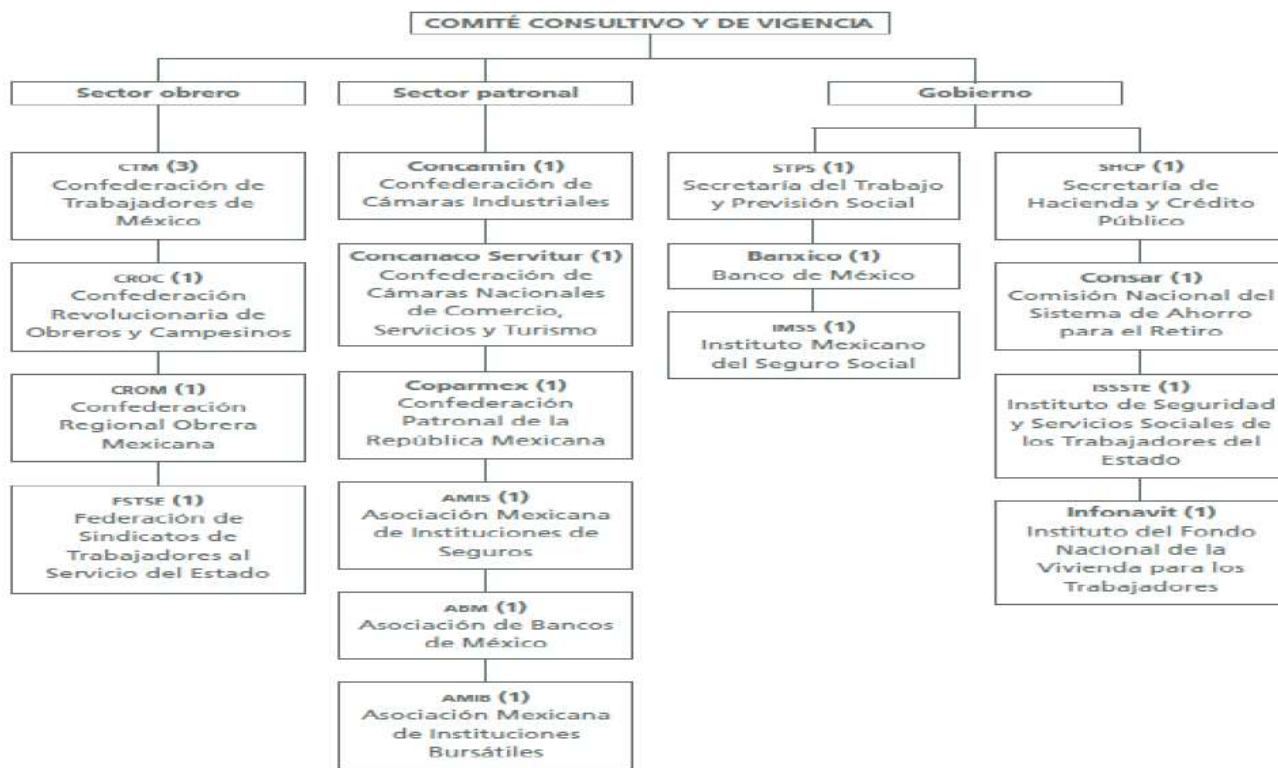 COMITÉ CONSULTIVO Y DE VIGENCIA
Sector obrero
CTM (3)
Confederación de
Trabajadores de
México
CROC (1)
Confederación
Revolucionaria de
Obreros y Campesinos
CROM (1)
Confederación
Regional Obrera
Mexicana
FSTSE (1)
Federación de
Sindicatos de
Trabajadores al
Servicio del Estado
Sector patronal
Concamin (1)
Confederación de
Cámaras Industriales
Concanaco Servitur (1)
Confederación de
Cámaras Nacionales
de Comercio,
Servicios y Turismo
Coparmex (1)
Confederación
Patronal de la
República Mexicana
AMIS (1)
Asociación Mexicana
de Instituciones de
Seguros
ABM (1)
Asociación de Bancos
de México
AMIB (1)
Asociación Mexicana
de Instituciones
Bursátiles
Gobierno
STPS (1)
Secretaría del Trabajo
y Previsión Social
Banxico (1)
Banco de México
IMSS (1)
Instituto Mexicano
del Seguro Social
SHCP (1)
Secretaría de
Hacienda y Crédito
Público
Consar (1)
Comisión Nacional del
Sistema de Ahorro
para el Retiro
ISSSTE (1)
Instituto de Seguridad
y Servicios Sociales de
los Trabajadores del
Estado
Infonavit (1)
Instituto del Fondo
Nacional de la
Vivienda para los
Trabajadores